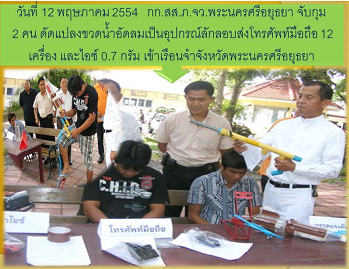 วันที่ 12 พฤษภาคม 2554 กก.สส.ภ.จว.พระนครศรีอยุธยา จับกุม
2 คน ดัดแปลงขวดน้ำอัดลมเป็นอุปกรณ์ลักลอบส่งโทรศัพท์มือถือ 12
เครื่อง และไอซ์ 0.7 กรัม เข้าเรือนจำจังหวัดพระนครศรีอยุธยา
C.H.I.C
โทรศัพท์มือถือ